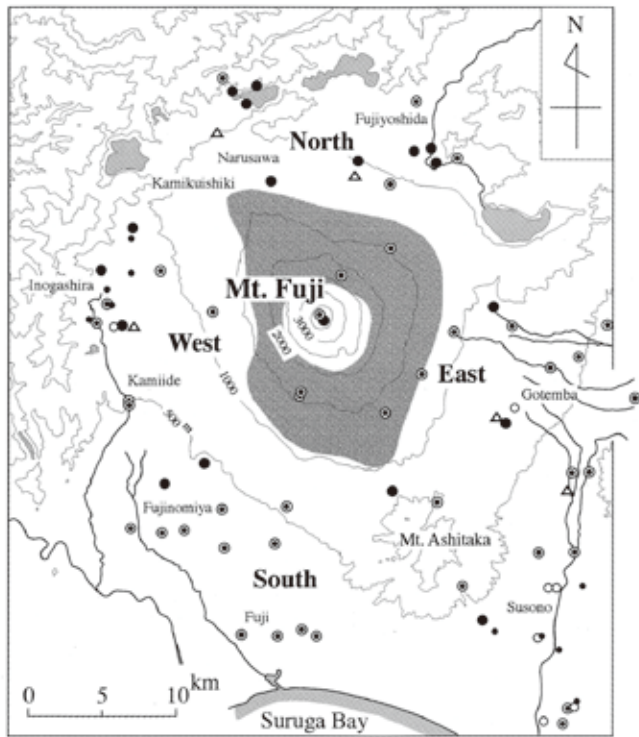 N
Fujiyoshida
North
Narusawa
Kamikuishiki
Inogashira
Mt. Fuji
3000
2000
West
1000
East
Kamiide
Gotemba
500 m
Fujinomiya
Mt. Ashitaka
South
Susono
Fuji
0 5 10 km
Suruga Bay